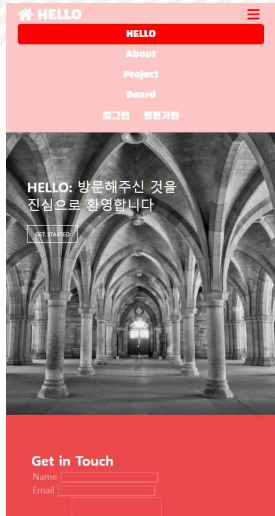 HELLO
HELLO
About
Project
Board
로그인 회원가입
HELLO: 방문해주신 것을
진심으로 환영합니다
GET STARTED
Get in Touch
Name
Email